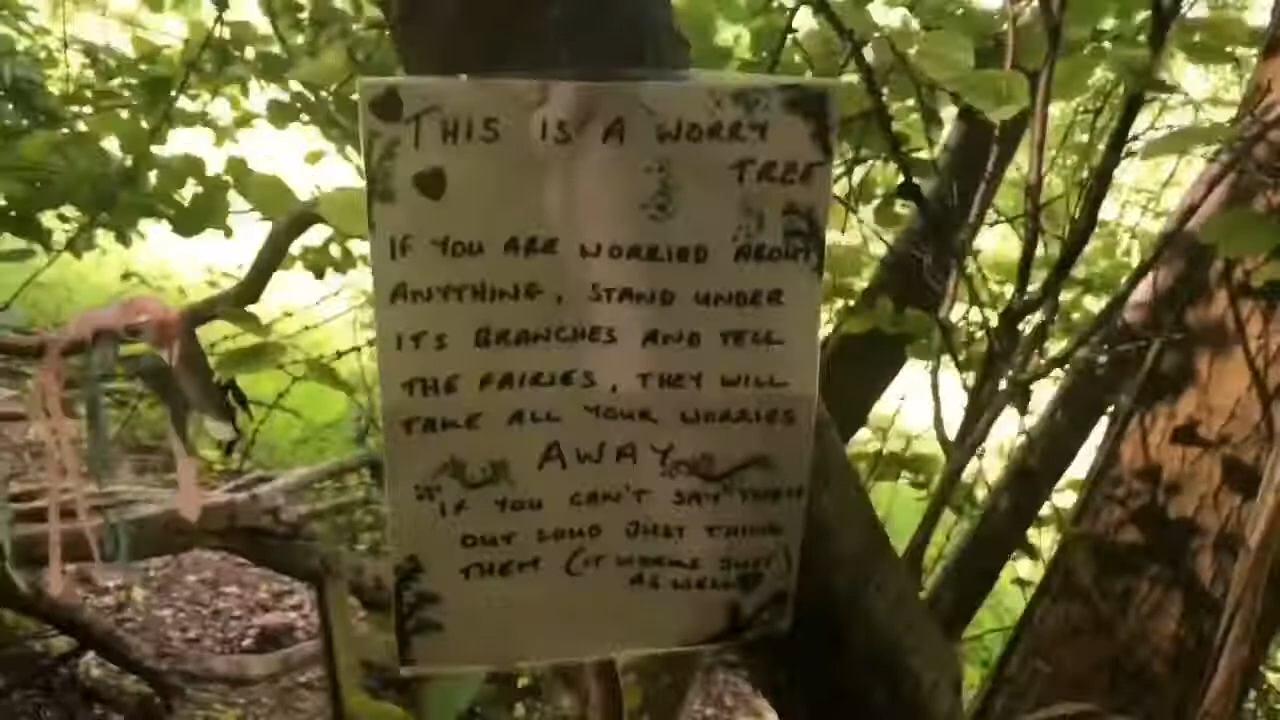 THIS IS A WORRY
TREE
IF YOU ARE WORRIED ABOUT
ANYTHING, STAND UNDER
ITS BRANCHES AND TELL
THE FAIRIES, THEY WILL
TAKE ALL YOUR WORRIES
AWAY
IF YOU CAN'T SAY THEM
OUT LOUD JUST THINK
THEM (IT WORKS JUST)
AS WELL